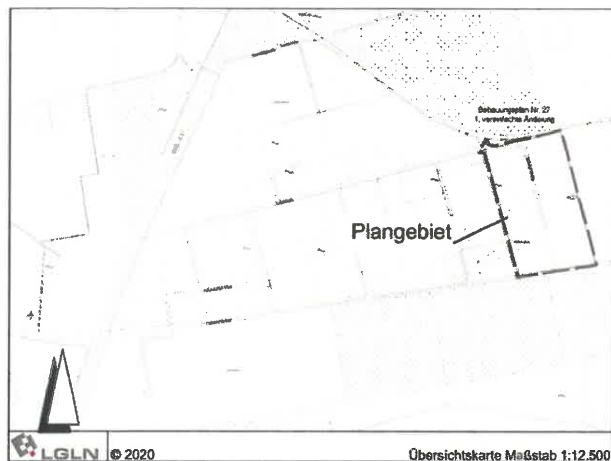 Bebauungsplan Nr. 27
1. vereinfachte Änderung
Plangebiet
LGLN © 2020 Übersichtskarte Maßstab 1:12.500